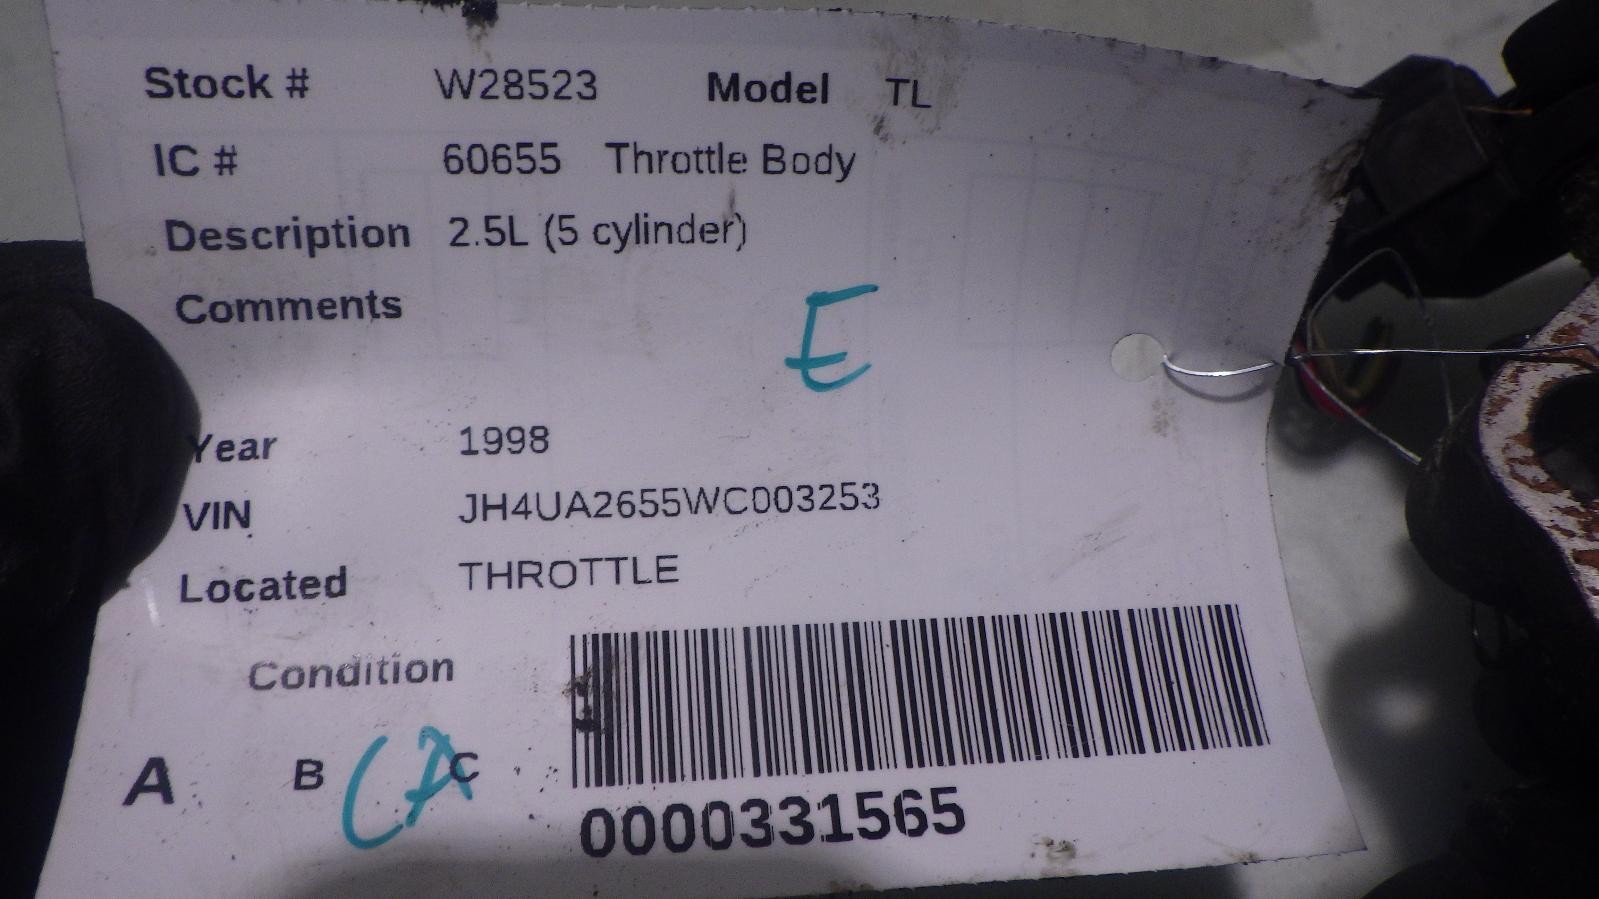 Stock # W28523 Model TL
IC # 60655 Throttle Body
Description 2.5L (5 cylinder)
Comments
E
Year 1998
VIN JH4UA2655WC003253
Located THROTTLE
Condition
A B C
0000331565